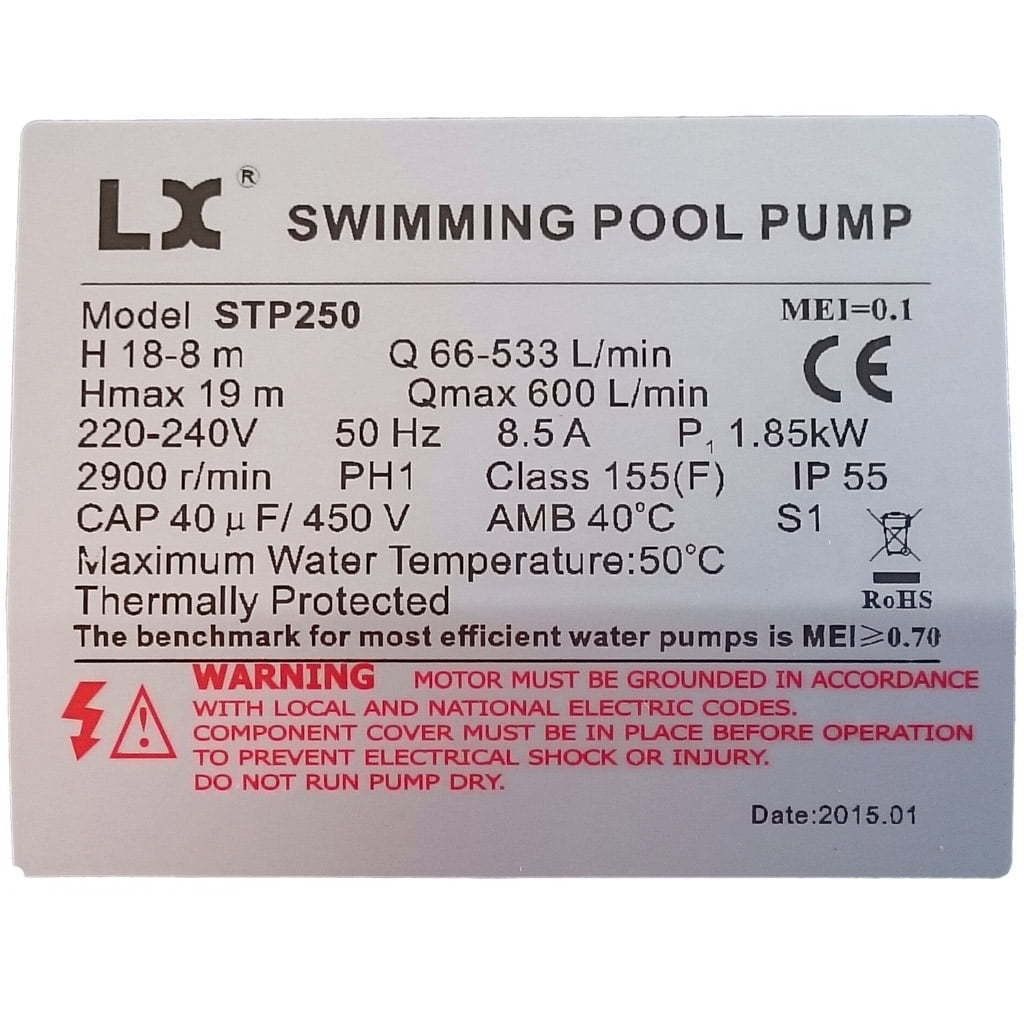 LX® SWIMMING POOL PUMP
Model STP250 MEI=0.1
H 18-8 m Q 66-533 L/min CE
Hmax 19 m Qmax 600 L/min
220-240V 50 Hz 8.5 A P₁ 1.85kW
2900 r/min PH1 Class 155(F) IP 55
CAP 40 μF/ 450 V AMB 40°C S1
Maximum Water Temperature:50°C
Thermally Protected RoHS
The benchmark for most efficient water pumps is MEI≥0.70
WARNING MOTOR MUST BE GROUNDED IN ACCORDANCE
WITH LOCAL AND NATIONAL ELECTRIC CODES.
COMPONENT COVER MUST BE IN PLACE BEFORE OPERATION
TO PREVENT ELECTRICAL SHOCK OR INJURY.
DO NOT RUN PUMP DRY.
Date:2015.01